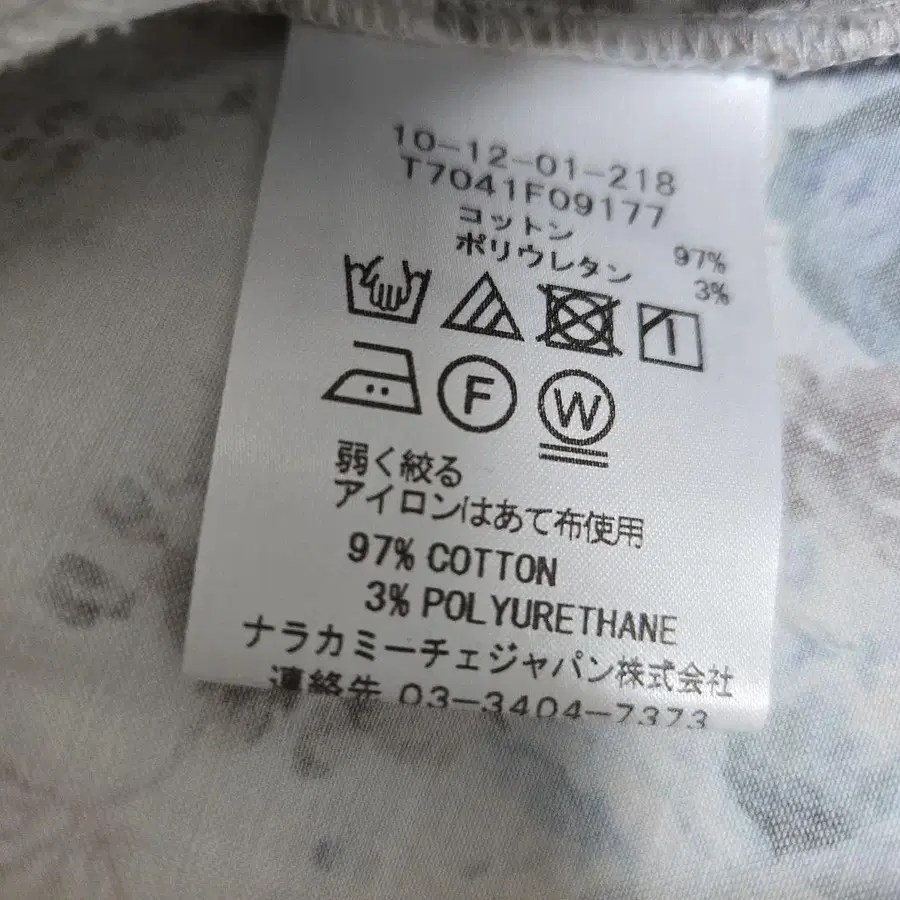 10-12-01-218
T7041F09177
コットン 97%
ポリウレタン 3%
F W
弱く絞る
アイロンはあて布使用
97% COTTON
3% POLYURETHANE
ナラカミーチェジャパン株式会社
連絡先 03-3404-7373